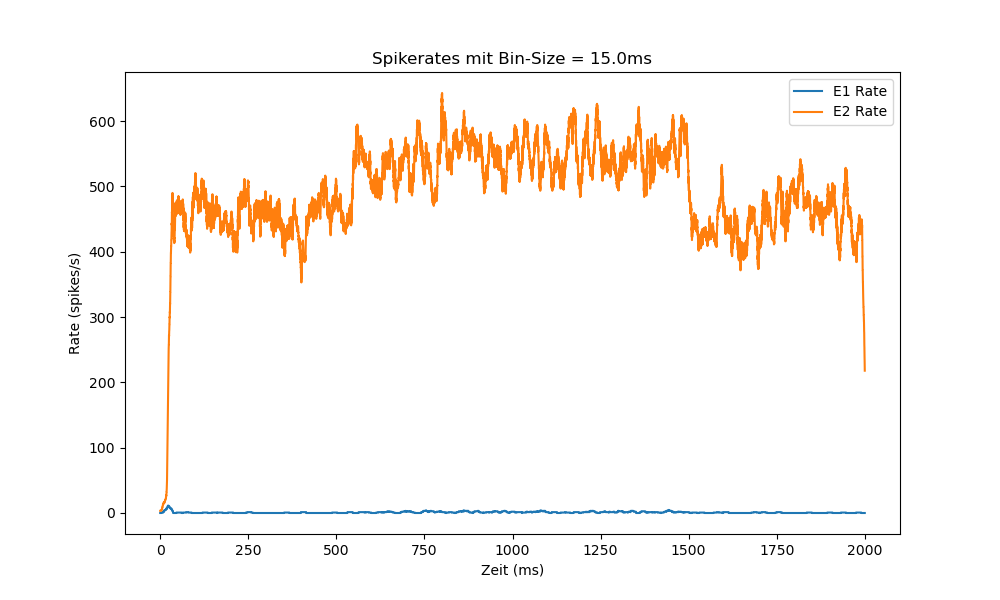 Spikerates mit Bin-Size = 15.0ms
E1 Rate
E2 Rate
600
500
400
300
200
100
0
Rate (spikes/s)
0 250 500 750 1000 1250 1500 1750 2000
Zeit (ms)